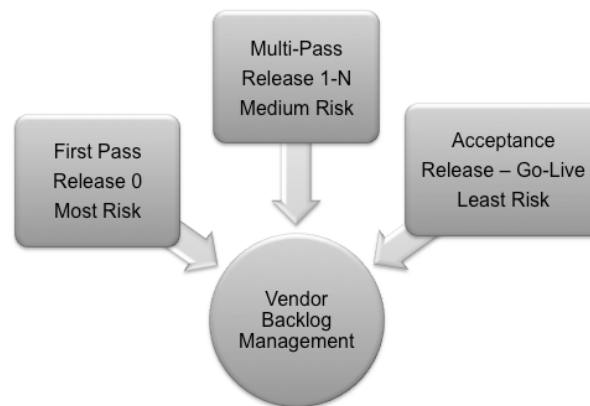 First Pass
Release 0
Most Risk
Multi-Pass
Release 1-N
Medium Risk
Acceptance
Release – Go-Live
Least Risk
Vendor
Backlog
Management